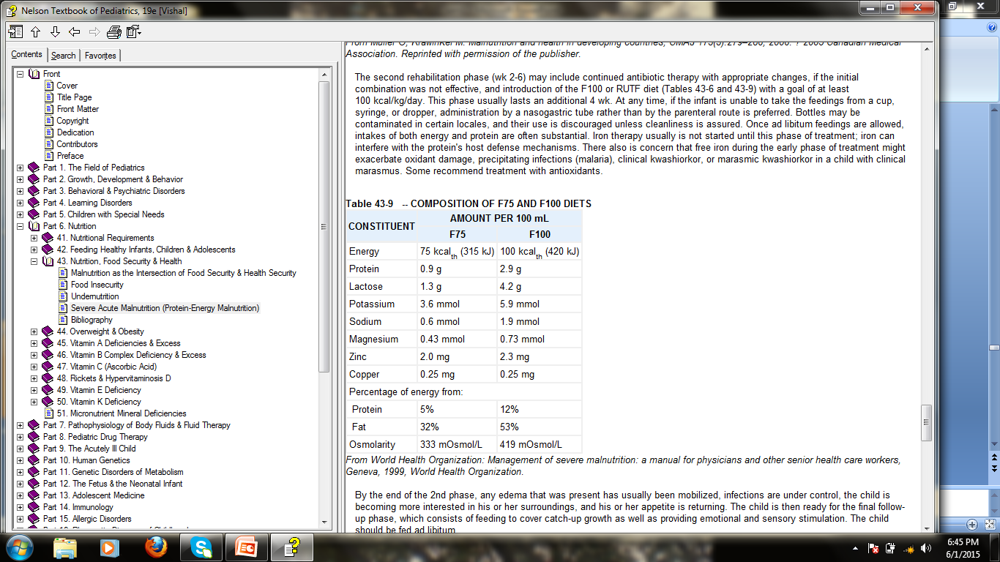 Nelson Textbook of Pediatrics, 19e [Vishal]
Contents
Search
Favorites
Front
Cover
Title Page
Front Matter
Copyright
Dedication
Contributors
Preface
Part 1. The Field of Pediatrics
Part 2. Growth, Development & Behavior
Part 3. Behavioral & Psychiatric Disorders
Part 4. Learning Disorders
Part 5. Children with Special Needs
Part 6. Nutrition
41. Nutritional Requirements
42. Feeding Healthy Infants, Children & Adolescents
43. Nutrition, Food Security & Health
Malnutrition as the Intersection of Food Security & Health Security
Food Insecurity
Undernutrition
Severe Acute Malnutrition (Protein-Energy Malnutrition)
Bibliography
44. Overweight & Obesity
45. Vitamin A Deficiencies & Excess
46. Vitamin B Complex Deficiency & Excess
47. Vitamin C (Ascorbic Acid)
48. Rickets & Hypervitaminosis D
49. Vitamin E Deficiency
50. Vitamin K Deficiency
51. Micronutrient Mineral Deficiencies
Part 7. Pathophysiology of Body Fluids & Fluid Therapy
Part 8. Pediatric Drug Therapy
Part 9. The Acutely Ill Child
Part 10. Human Genetics
Part 11. Genetic Disorders of Metabolism
Part 12. The Fetus & the Neonatal Infant
Part 13. Adolescent Medicine
Part 14. Immunology
Part 15. Allergic Disorders
Association. Reprinted with permission of the publisher.
The second rehabilitation phase (wk 2-6) may include continued antibiotic therapy with appropriate changes, if the initial
combination was not effective, and introduction of the F100 or RUTF diet (Tables 43-6 and 43-9) with a goal of at least
100 kcal/kg/day. This phase usually lasts an additional 4 wk. At any time, if the infant is unable to take the feedings from a cup,
syringe, or dropper, administration by a nasogastric tube rather than by the parenteral route is preferred. Bottles may be
contaminated in certain locales, and their use is discouraged unless cleanliness is assured. Once ad libitum feedings are allowed,
intakes of both energy and protein are often substantial. Iron therapy usually is not started until this phase of treatment; iron can
interfere with the protein's host defense mechanisms. There also is concern that free iron during the early phase of treatment might
exacerbate oxidant damage, precipitating infections (malaria), clinical kwashiorkor, or marasmic kwashiorkor in a child with clinical
marasmus. Some recommend treatment with antioxidants.
Table 43-9 -- COMPOSITION OF F75 AND F100 DIETS
CONSTITUENT AMOUNT PER 100 mL
F75 F100
Energy 75 kcalth (315 kJ) 100 kcalth (420 kJ)
Protein 0.9 g 2.9 g
Lactose 1.3 g 4.2 g
Potassium 3.6 mmol 5.9 mmol
Sodium 0.6 mmol 1.9 mmol
Magnesium 0.43 mmol 0.73 mmol
Zinc 2.0 mg 2.3 mg
Copper 0.25 mg 0.25 mg
Percentage of energy from:
Protein 5% 12%
Fat 32% 53%
Osmolarity 333 mOsmol/L 419 mOsmol/L
From World Health Organization: Management of severe malnutrition: a manual for physicians and other senior health care workers,
Geneva, 1999, World Health Organization.
By the end of the 2nd phase, any edema that was present has usually been mobilized, infections are under control, the child is
becoming more interested in his or her surroundings, and his or her appetite is returning. The child is then ready for the final follow-
up phase, which consists of feeding to cover catch-up growth as well as providing emotional and sensory stimulation. The child
should be fed ad libitum
6:45 PM
6/1/2015